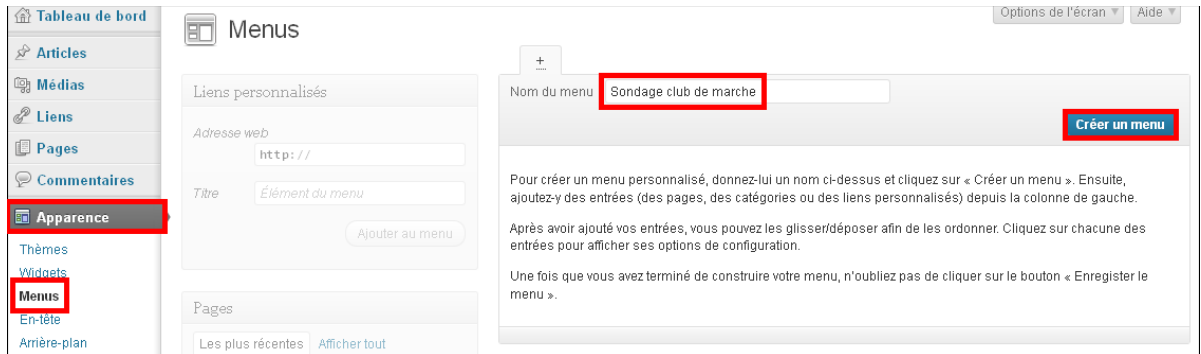 Tableau de bord
Articles
Médias
Liens
Pages
Commentaires
Apparence
Thèmes
Widgets
Menus
En-tête
Arrière-plan
Options de l'écran
Aide
Menus
Liens personnalisés
Adresse web
http://
Titre Élément du menu
Ajouter au menu
Pages
Les plus récentes Afficher tout
+
Nom du menu Sondage club de marche
Créer un menu
Pour créer un menu personnalisé, donnez-lui un nom ci-dessus et cliquez sur « Créer un menu ». Ensuite,
ajoutez-y des entrées (des pages, des catégories ou des liens personnalisés) depuis la colonne de gauche.
Après avoir ajouté vos entrées, vous pouvez les glisser/déposer afin de les ordonner. Cliquez sur chacune des
entrées pour afficher ses options de configuration.
Une fois que vous avez terminé de construire votre menu, n'oubliez pas de cliquer sur le bouton « Enregistrer le
menu ».